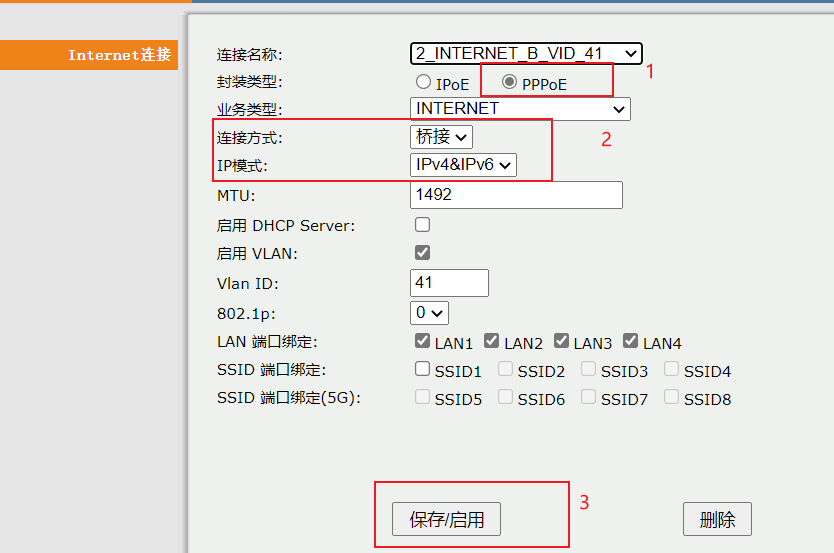 Internet连接
连接名称: 2_INTERNET_B_VID_41
1
封装类型: IPoE PPPoE
业务类型: INTERNET
连接方式: 桥接
2
IP模式: IPv4&IPv6
MTU: 1492
启用 DHCP Server:
启用 VLAN:
Vlan ID: 41
802.1p: 0
LAN 端口绑定: LAN1 LAN2 LAN3 LAN4
SSID 端口绑定: SSID1 SSID2 SSID3 SSID4
SSID 端口绑定(5G): SSID5 SSID6 SSID7 SSID8
保存/启用 3 删除